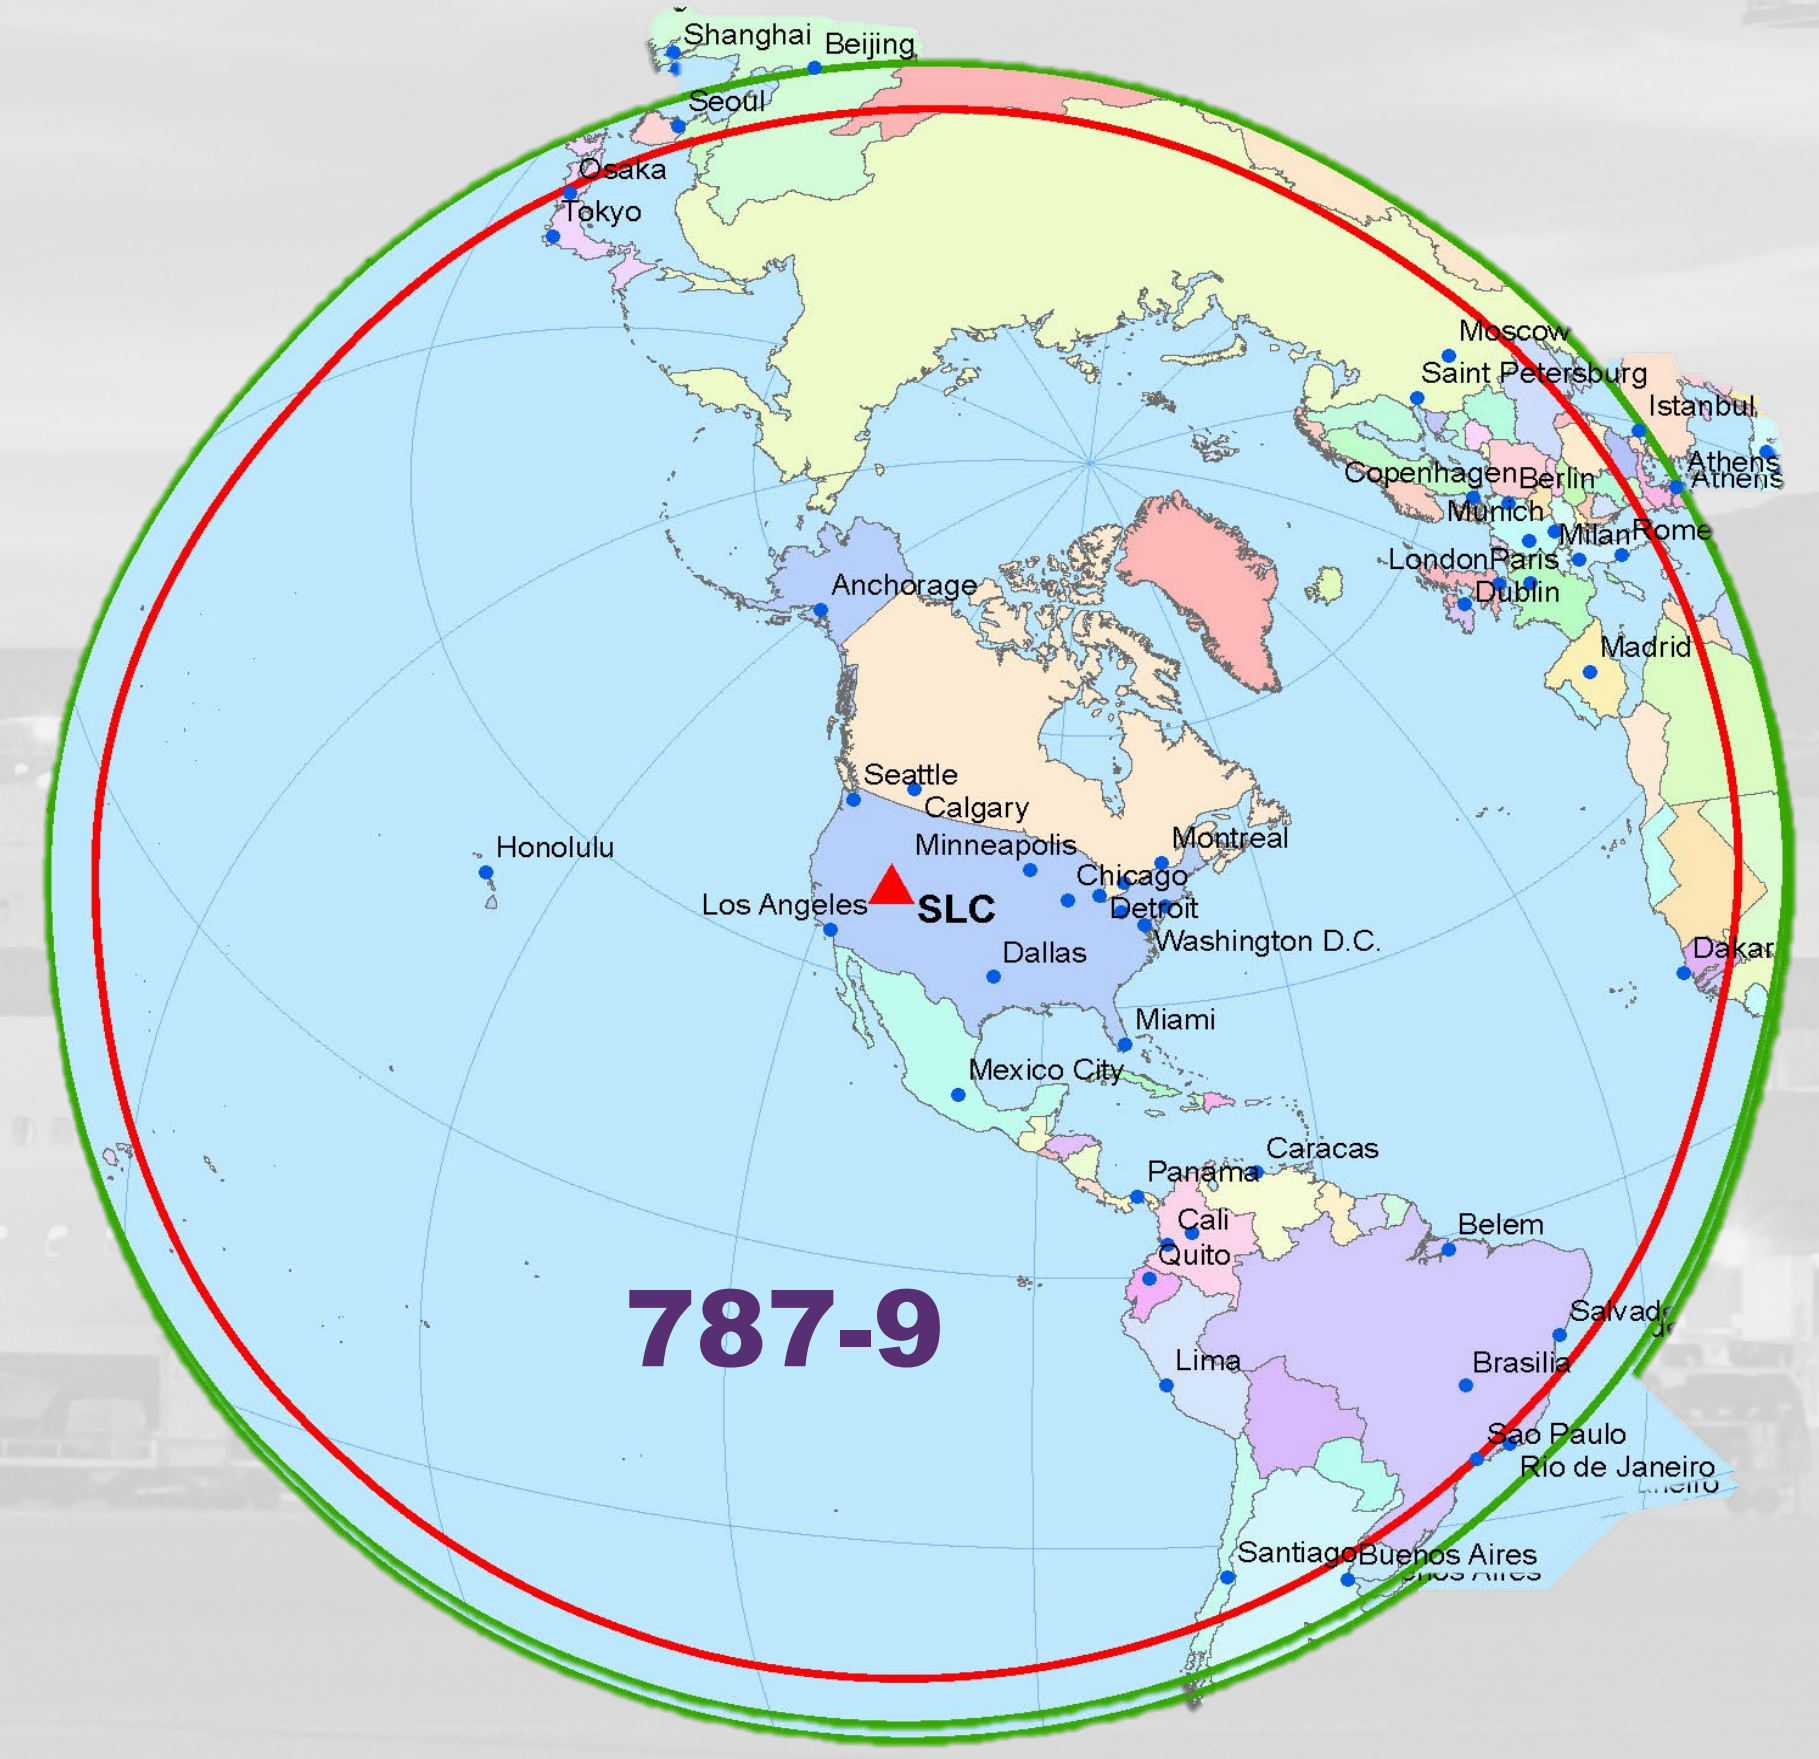 Shanghai
Beijing
Seoul
Osaka
Tokyo
Moscow
Saint Petersburg
Istanbul
Athens
Athens
Copenhagen
Berlin
Munich
Milan
Rome
London
Paris
Dublin
Anchorage
Madrid
Seattle
Calgary
Honolulu
Minneapolis
Montreal
Chicago
Los Angeles
SLC
Detroit
Washington D.C.
Dakar
Dallas
Miami
Mexico City
Caracas
Panama
Cali
Belem
Quito
787-9
Salvad
Lima
Brasilia
Sao Paulo
Rio de Janeiro
Santiago
Buenos Aires